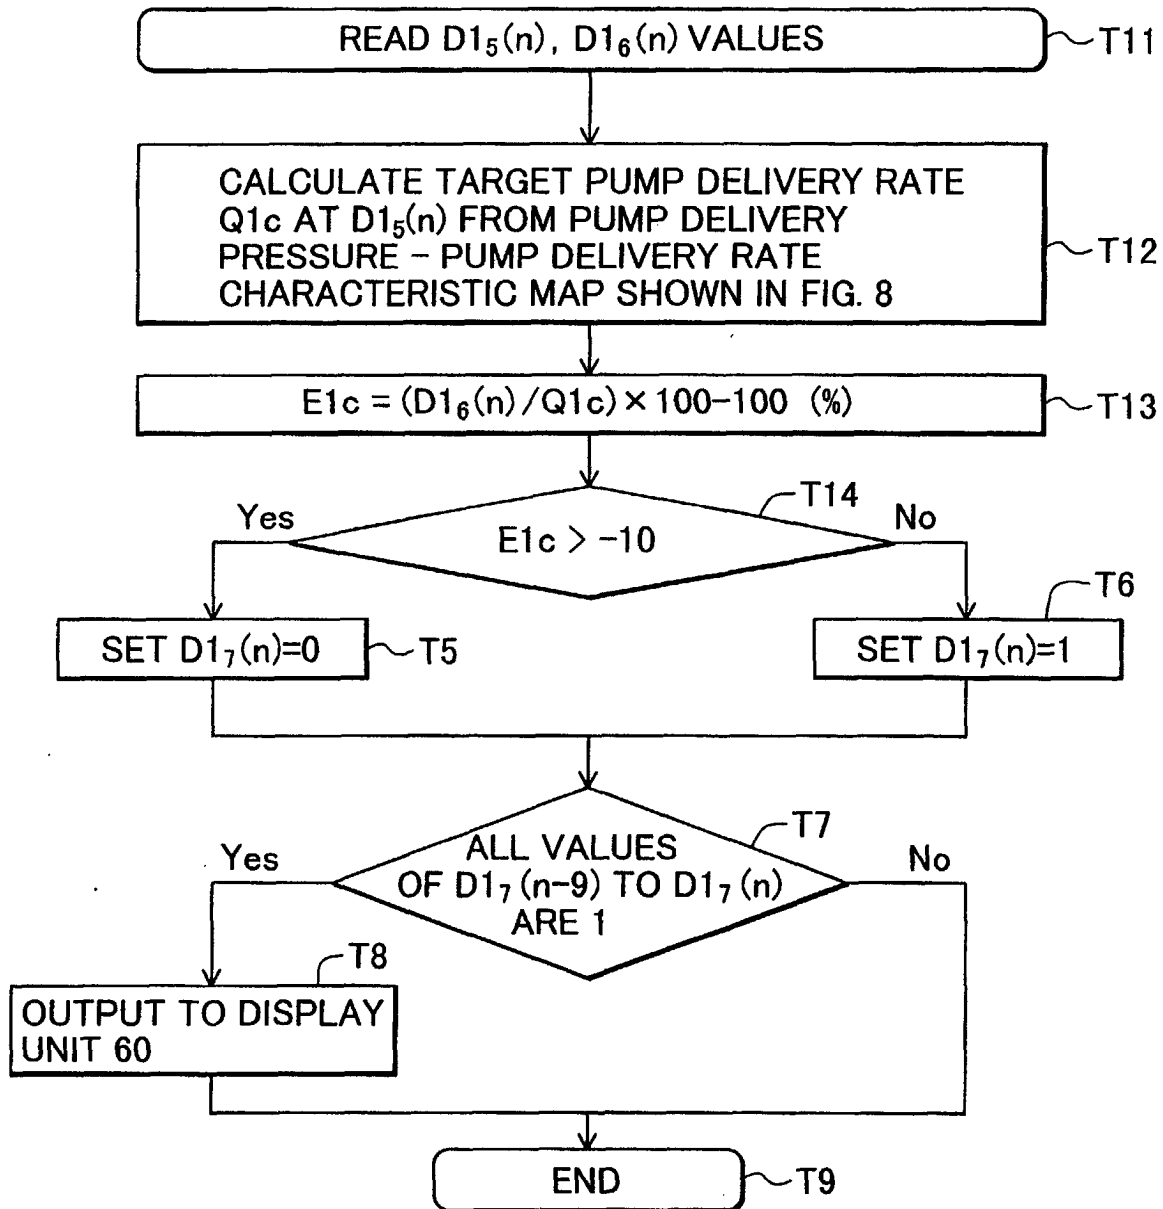 READ D1₅(n), D1₆(n) VALUES
T11
CALCULATE TARGET PUMP DELIVERY RATE
Q1c AT D1₅(n) FROM PUMP DELIVERY
PRESSURE – PUMP DELIVERY RATE
CHARACTERISTIC MAP SHOWN IN FIG. 8
T12
E1c = (D1₆(n)/Q1c) × 100–100 (%)
T13
T14
Yes
E1c > –10
No
T6
SET D1₇(n)=0
T5
SET D1₇(n)=1
T7
ALL VALUES
OF D1₇(n–9) TO D1₇(n)
ARE 1
Yes
No
T8
OUTPUT TO DISPLAY
UNIT 60
END
T9